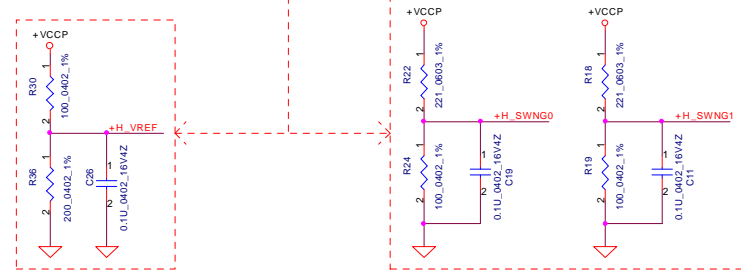 +VCCP
1
R30
100_0402_1%
2
+H_VREF
1
R36
200_0402_1%
2
1
C26
2
0.1U_0402_16V4Z
+VCCP
1
R22
221_0603_1%
2
+H_SWNG0
1
R24
100_0402_1%
2
1
C19
2
0.1U_0402_16V4Z
+VCCP
1
R18
221_0603_1%
2
+H_SWNG1
1
R19
100_0402_1%
2
1
C11
2
0.1U_0402_16V4Z